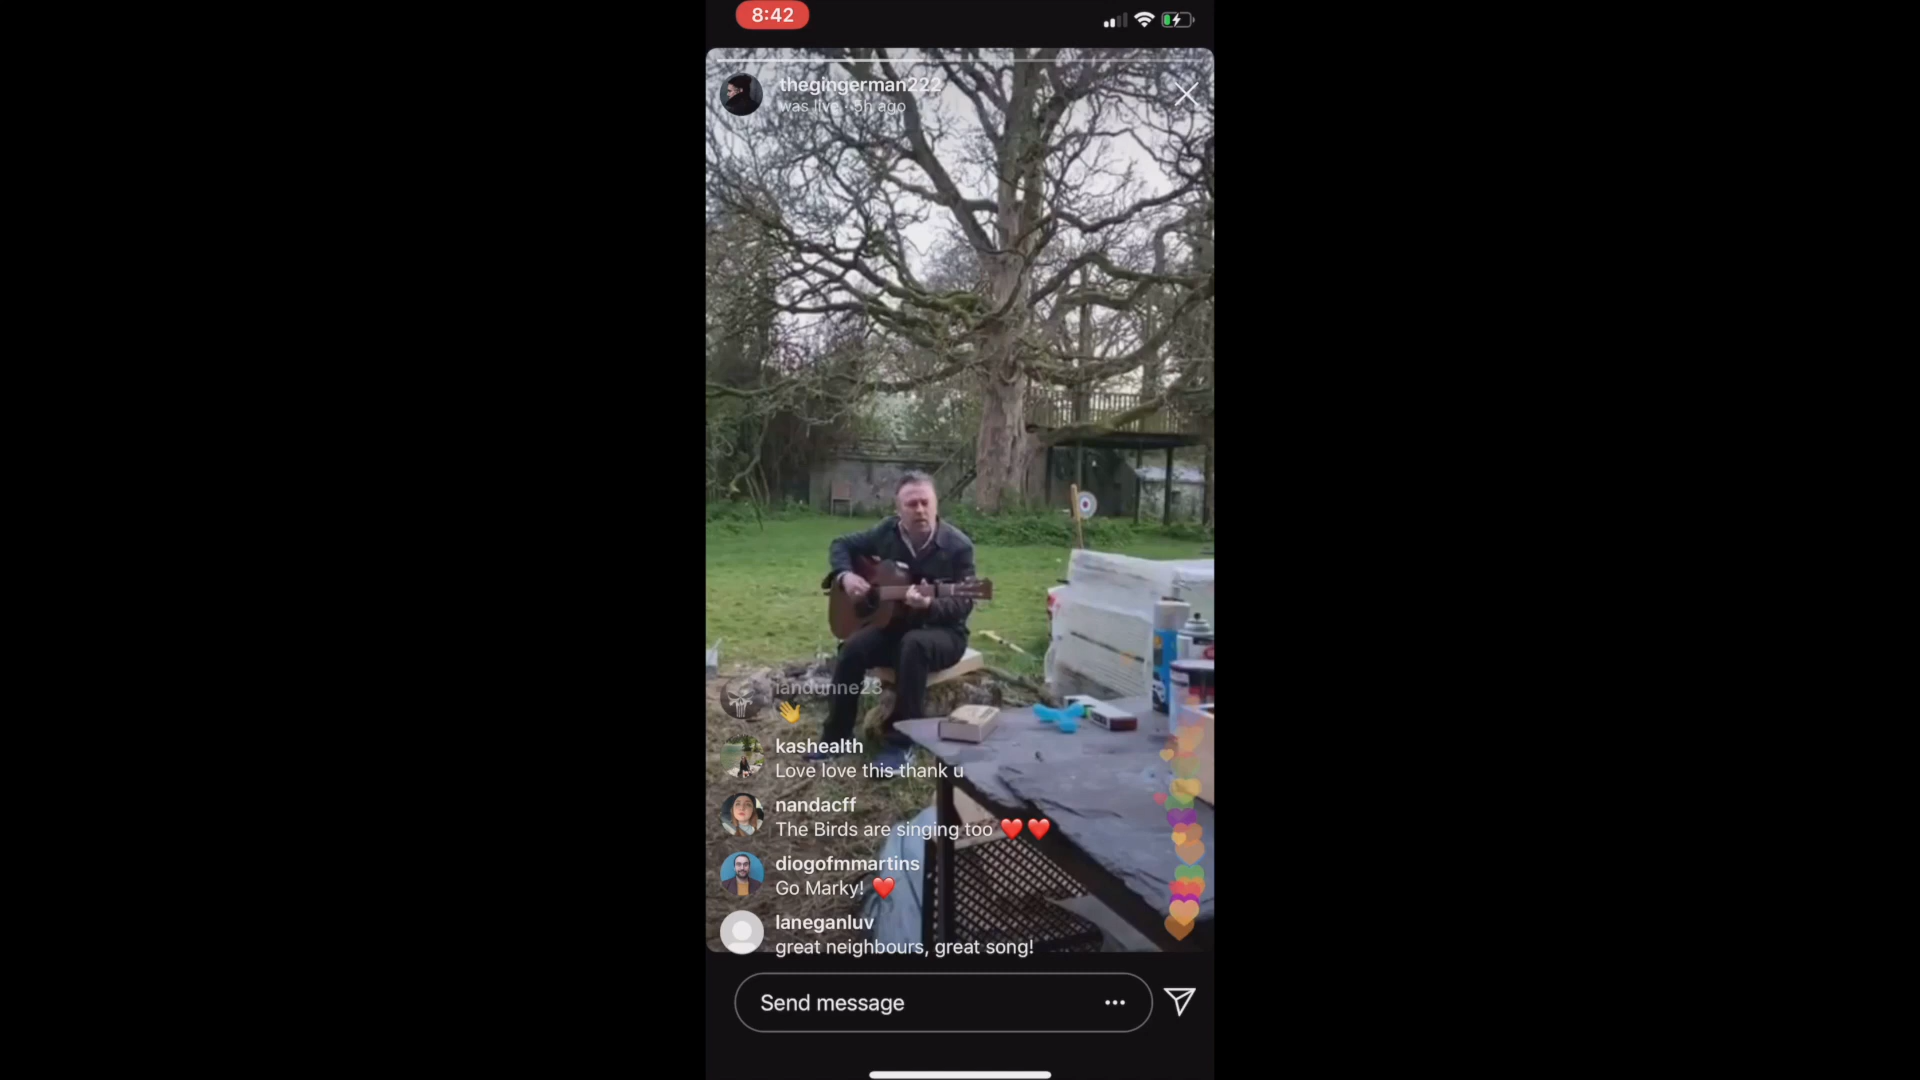 8:42
thegingerman222
was live · 5h ago
iandunne23
👋
kashealth
Love love this thank u
nandacff
The Birds are singing too ❤️❤️
diogofmmartins
Go Marky! ❤️
laneganluv
great neighbours, great song!
Send message